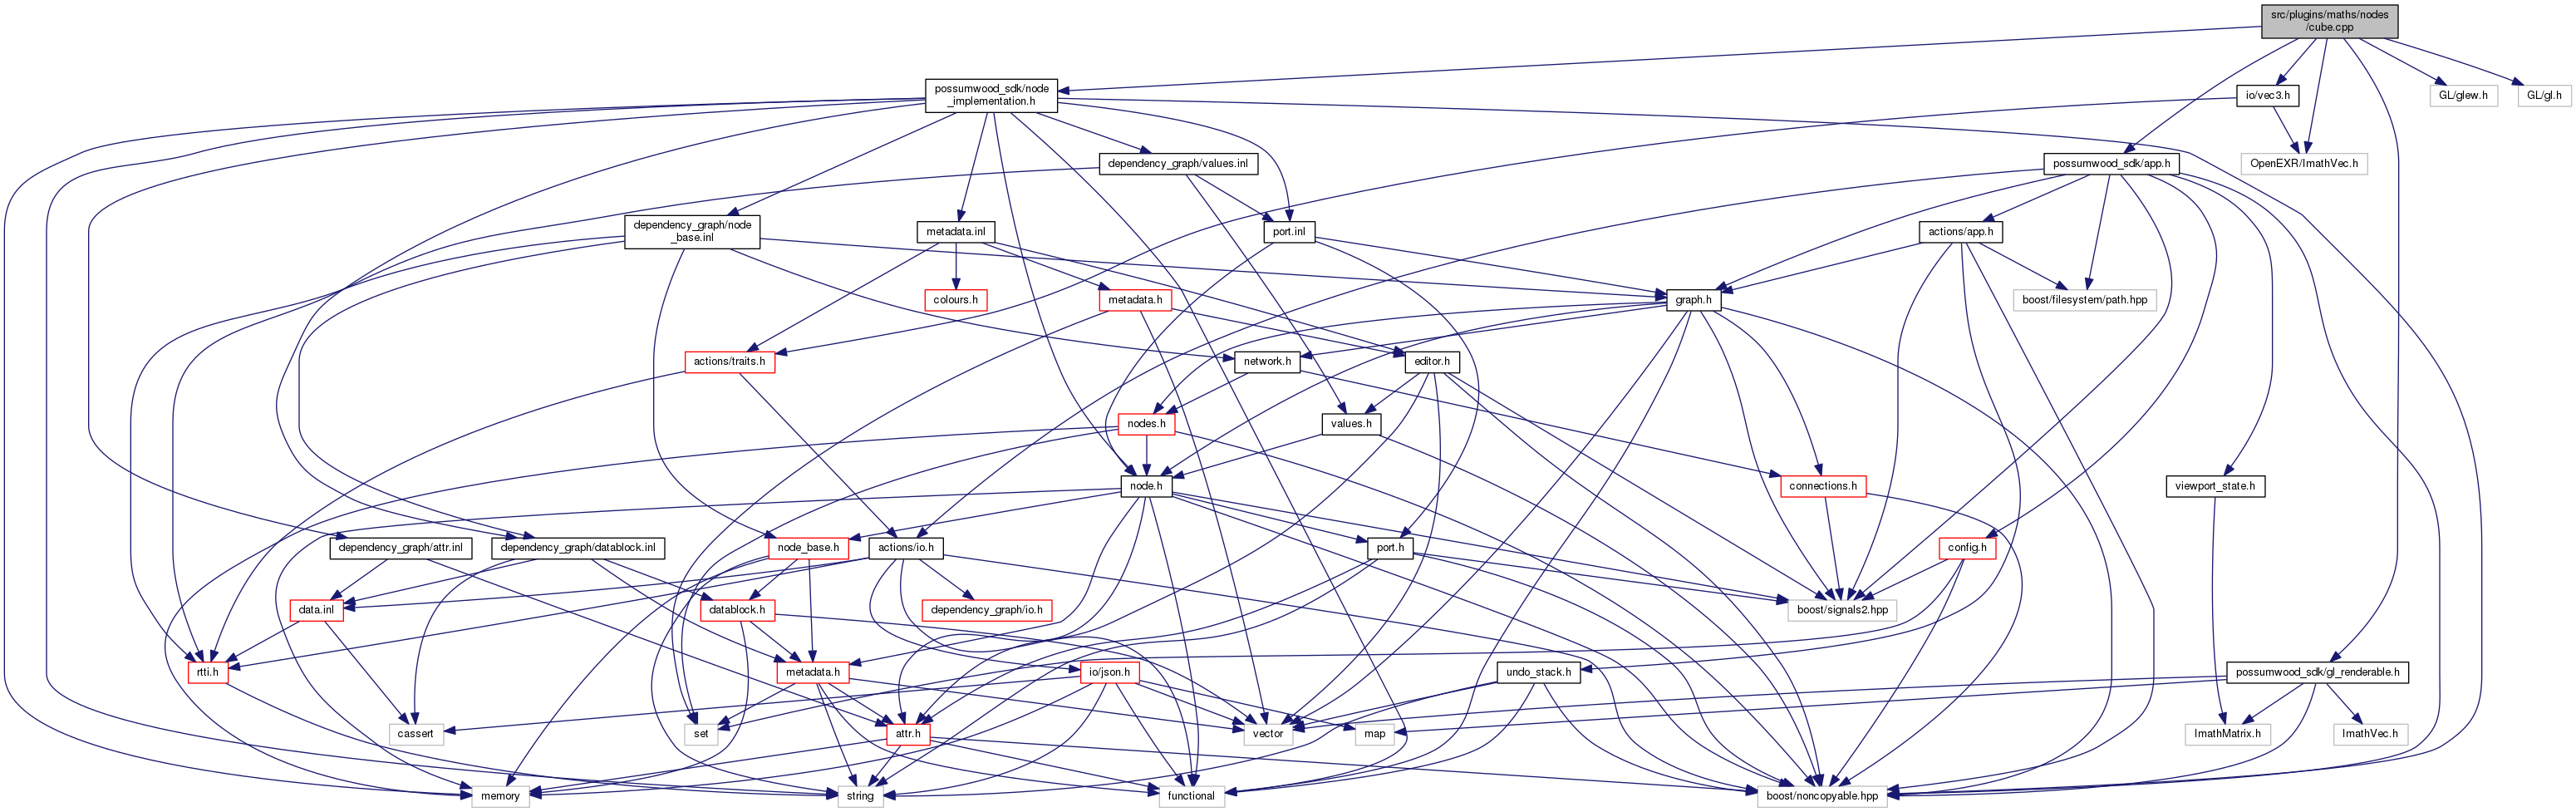 src/plugins/maths/nodes
/cube.cpp
possumwood_sdk/node
_implementation.h
io/vec3.h
GL/glew.h
GL/gl.h
dependency_graph/values.inl
possumwood_sdk/app.h
OpenEXR/ImathVec.h
dependency_graph/node
_base.inl
metadata.inl
port.inl
actions/app.h
colours.h
metadata.h
graph.h
boost/filesystem/path.hpp
actions/traits.h
network.h
editor.h
nodes.h
values.h
node.h
connections.h
viewport_state.h
dependency_graph/attr.inl
dependency_graph/datablock.inl
node_base.h
actions/io.h
port.h
config.h
data.inl
datablock.h
dependency_graph/io.h
boost/signals2.hpp
rtti.h
metadata.h
io/json.h
undo_stack.h
possumwood_sdk/gl_renderable.h
cassert
set
attr.h
vector
map
ImathMatrix.h
ImathVec.h
memory
string
functional
boost/noncopyable.hpp